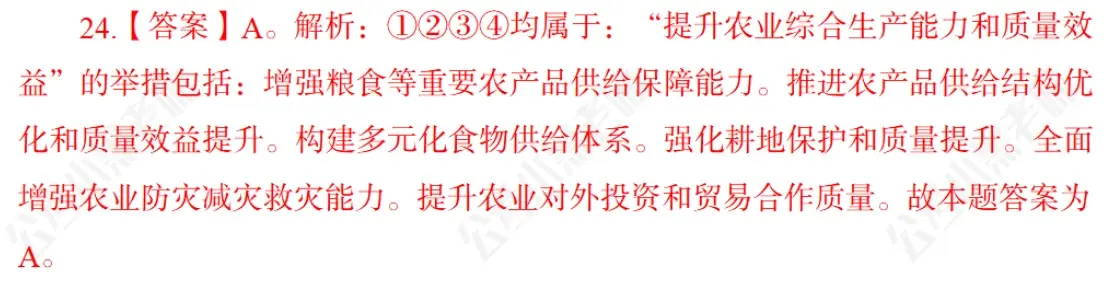 24.【答案】A。解析：①②③④均属于：“提升农业综合生产能力和质量效
益”的举措包括：增强粮食等重要农产品供给保障能力。推进农产品供给结构优
化和质量效益提升。构建多元化食物供给体系。强化耕地保护和质量提升。全面
增强农业防灾减灾救灾能力。提升农业对外投资和贸易合作质量。故本题答案为
A。